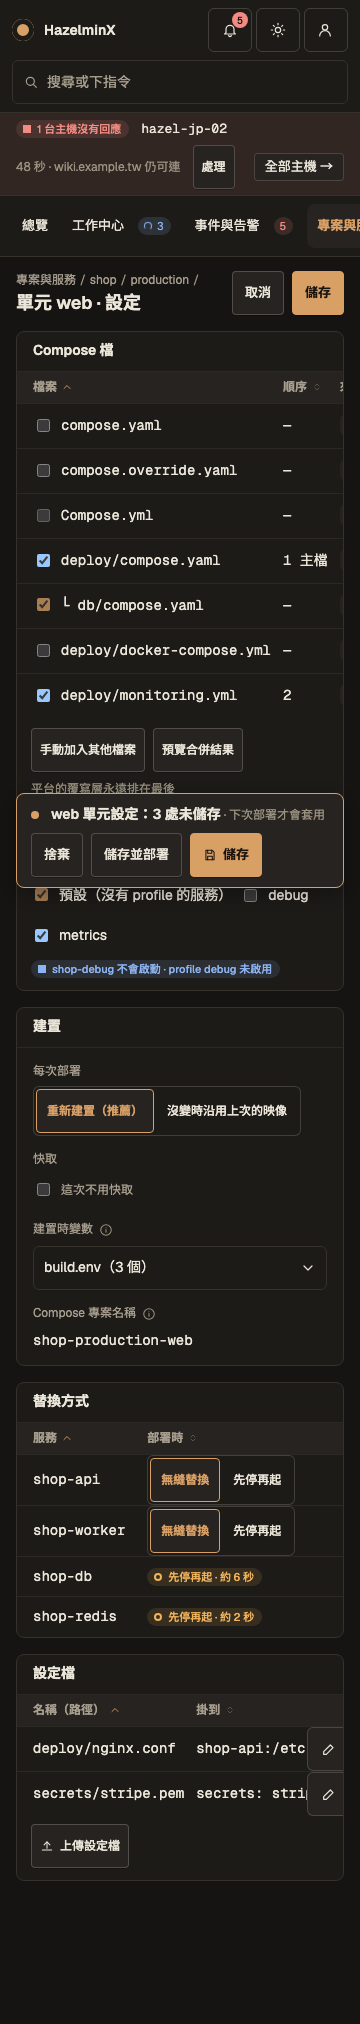 HazelminX
5
搜尋或下指令
1 台主機沒有回應 hazel-jp-02
48 秒 · wiki.example.tw 仍可連 處理 全部主機 →
總覽 工作中心 3 事件與告警 5 專案與
專案與服務 / shop / production /
單元 web · 設定
取消 儲存
Compose 檔
檔案 順序
compose.yaml —
compose.override.yaml —
Compose.yml —
deploy/compose.yaml 1 主檔
└ db/compose.yaml —
deploy/docker-compose.yml —
deploy/monitoring.yml 2
手動加入其他檔案 預覽合併結果
平台的覆寫層永遠排在最後
web 單元設定：3 處未儲存 · 下次部署才會套用
捨棄 儲存並部署 儲存
預設（沒有 profile 的服務） debug
metrics
shop-debug 不會啟動 · profile debug 未啟用
建置
每次部署
重新建置（推薦） 沒變時沿用上次的映像
快取
這次不用快取
建置時變數
build.env（3 個）
Compose 專案名稱
shop-production-web
替換方式
服務 部署時
shop-api 無縫替換 先停再起
shop-worker 無縫替換 先停再起
shop-db 先停再起 · 約 6 秒
shop-redis 先停再起 · 約 2 秒
設定檔
名稱（路徑） 掛到
deploy/nginx.conf shop-api:/etc
secrets/stripe.pem secrets: stri
上傳設定檔